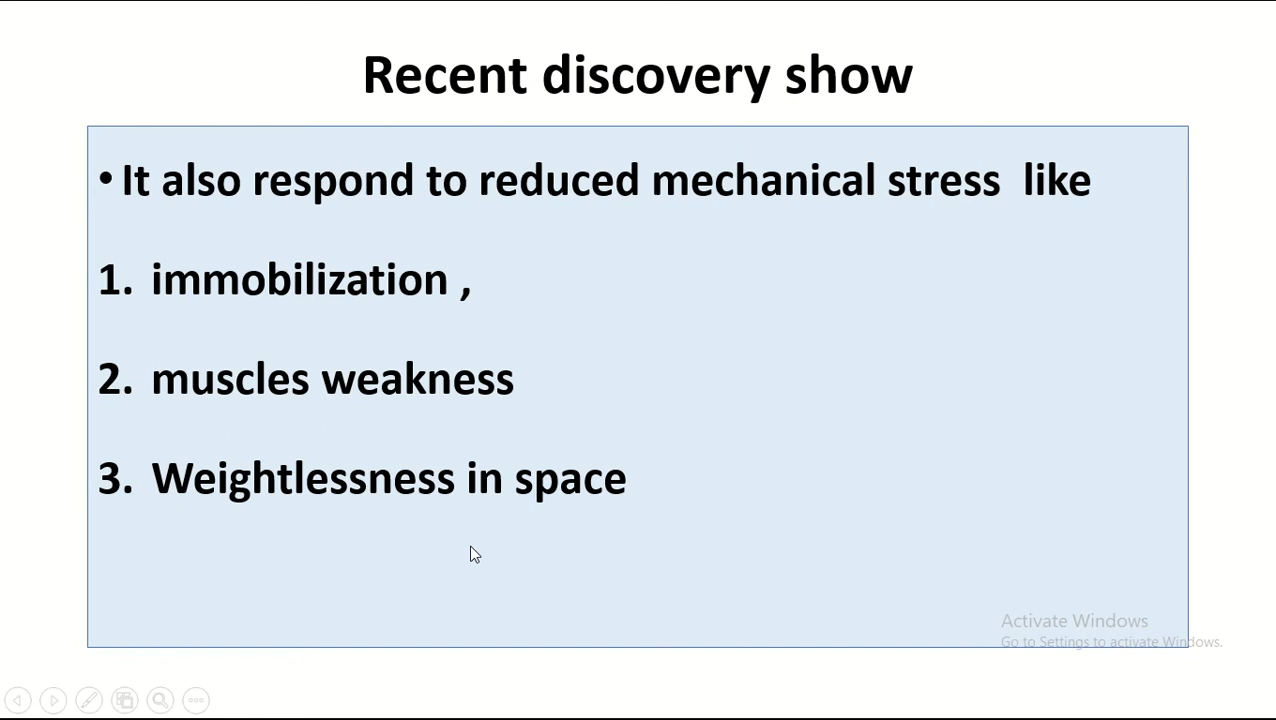 Recent discovery show
• It also respond to reduced mechanical stress  like
1. immobilization ,
2. muscles weakness
3. Weightlessness in space
Activate Windows
Go to Settings to activate Windows.